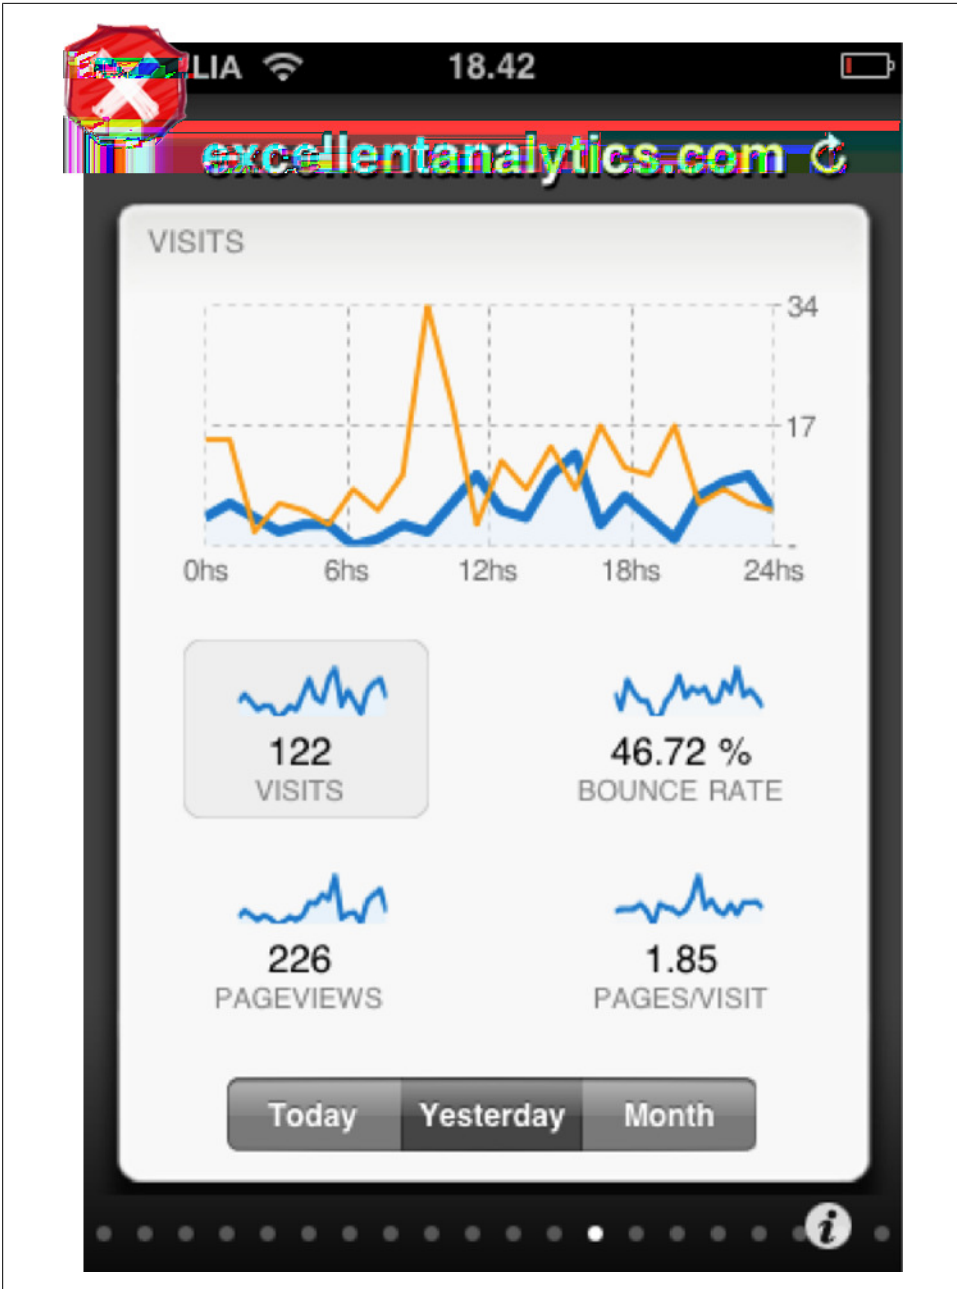 LIA 18.42
excellentanalytics.com
VISITS
34
17
-
0hs 6hs 12hs 18hs 24hs
122 46.72 %
VISITS BOUNCE RATE
226 1.85
PAGEVIEWS PAGES/VISIT
Today Yesterday Month
i